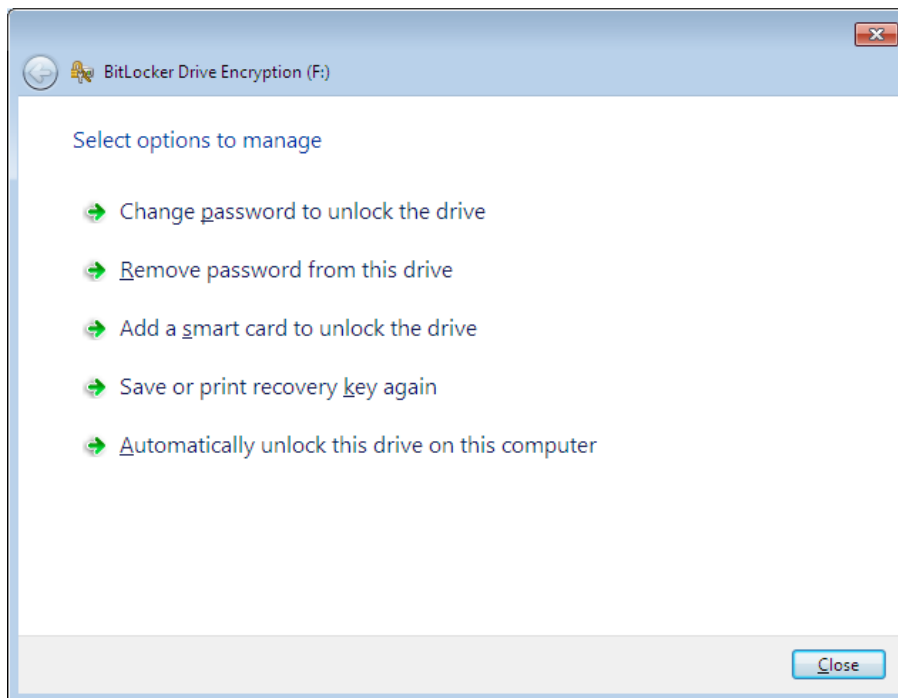 BitLocker Drive Encryption (F:)
Select options to manage
Change password to unlock the drive
Remove password from this drive
Add a smart card to unlock the drive
Save or print recovery key again
Automatically unlock this drive on this computer
Close